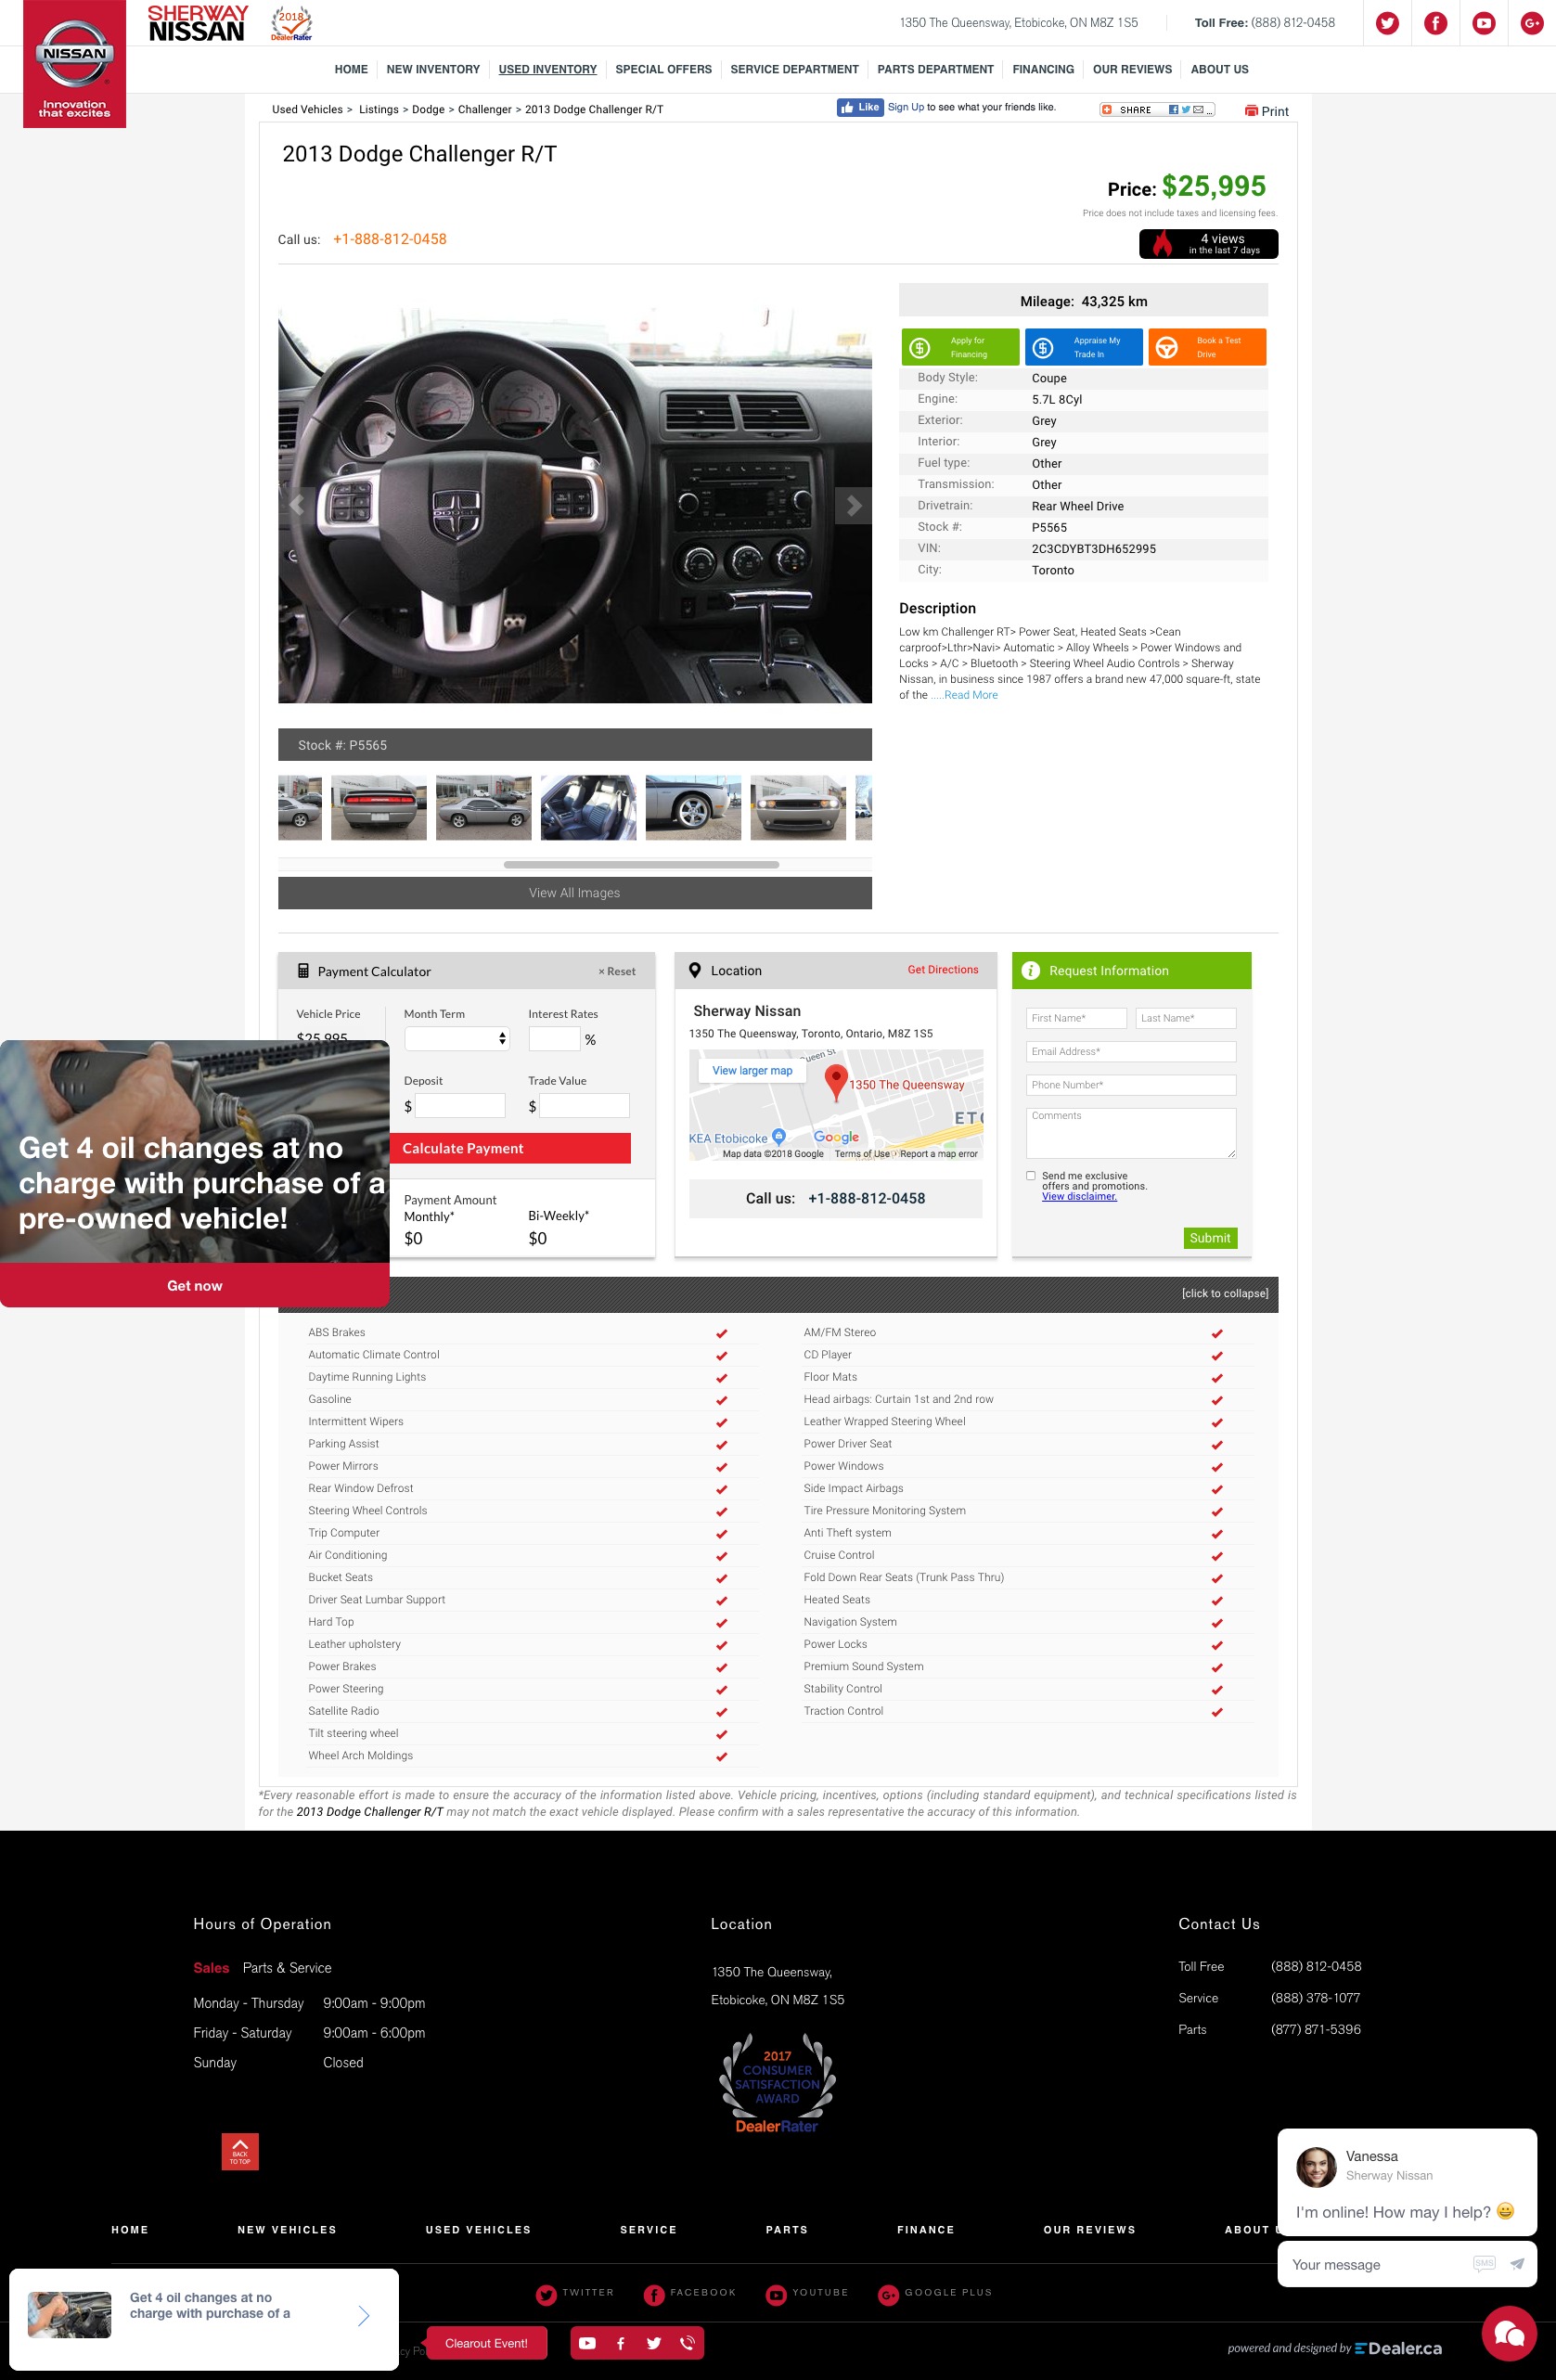 NISSAN
Innovation
that excites
SHERWAY
NISSAN
2018
DealerRater
1350 The Queensway, Etobicoke, ON M8Z 1S5
Toll Free: (888) 812-0458
HOME NEW INVENTORY USED INVENTORY SPECIAL OFFERS SERVICE DEPARTMENT PARTS DEPARTMENT FINANCING OUR REVIEWS ABOUT US
Used Vehicles > Listings > Dodge > Challenger > 2013 Dodge Challenger R/T
Like Sign Up to see what your friends like.
SHARE ...
Print
2013 Dodge Challenger R/T
Price: $25,995
Price does not include taxes and licensing fees.
Call us: +1-888-812-0458
4 views
in the last 7 days
Mileage: 43,325 km
Apply for
Financing
Appraise My
Trade In
Book a Test
Drive
Body Style: Coupe
Engine: 5.7L 8Cyl
Exterior: Grey
Interior: Grey
Fuel type: Other
Transmission: Other
Drivetrain: Rear Wheel Drive
Stock #: P5565
VIN: 2C3CDYBT3DH652995
City: Toronto
DODGE
Description
Low km Challenger RT> Power Seat, Heated Seats >Cean
carproof>Lthr>Navi> Automatic > Alloy Wheels > Power Windows and
Locks > A/C > Bluetooth > Steering Wheel Audio Controls > Sherway
Nissan, in business since 1987 offers a brand new 47,000 square-ft, state
of the .....Read More
Stock #: P5565
View All Images
Payment Calculator × Reset
Vehicle Price Month Term Interest Rates
$25,995 %
Deposit Trade Value
$ $
Calculate Payment
Payment Amount
Monthly* Bi-Weekly*
$0 $0
Location Get Directions
Sherway Nissan
1350 The Queensway, Toronto, Ontario, M8Z 1S5
Queen St
View larger map
1350 The Queensway
ETO
KEA Etobicoke
Google
Map data ©2018 Google Terms of Use Report a map error
Call us: +1-888-812-0458
Request Information
First Name* Last Name*
Email Address*
Phone Number*
Comments
Send me exclusive
offers and promotions.
View disclaimer.
Submit
Get 4 oil changes at no
charge with purchase of a
pre-owned vehicle!
Get now
[click to collapse]
ABS Brakes AM/FM Stereo
Automatic Climate Control CD Player
Daytime Running Lights Floor Mats
Gasoline Head airbags: Curtain 1st and 2nd row
Intermittent Wipers Leather Wrapped Steering Wheel
Parking Assist Power Driver Seat
Power Mirrors Power Windows
Rear Window Defrost Side Impact Airbags
Steering Wheel Controls Tire Pressure Monitoring System
Trip Computer Anti Theft system
Air Conditioning Cruise Control
Bucket Seats Fold Down Rear Seats (Trunk Pass Thru)
Driver Seat Lumbar Support Heated Seats
Hard Top Navigation System
Leather upholstery Power Locks
Power Brakes Premium Sound System
Power Steering Stability Control
Satellite Radio Traction Control
Tilt steering wheel
Wheel Arch Moldings
*Every reasonable effort is made to ensure the accuracy of the information listed above. Vehicle pricing, incentives, options (including standard equipment), and technical specifications listed is
for the 2013 Dodge Challenger R/T may not match the exact vehicle displayed. Please confirm with a sales representative the accuracy of this information.
Hours of Operation
Sales Parts & Service
Monday - Thursday 9:00am - 9:00pm
Friday - Saturday 9:00am - 6:00pm
Sunday Closed
Location
1350 The Queensway,
Etobicoke, ON M8Z 1S5
2017
CONSUMER
SATISFACTION
AWARD
DealerRater
Contact Us
Toll Free (888) 812-0458
Service (888) 378-1077
Parts (877) 871-5396
BACK
TO TOP
Vanessa
Sherway Nissan
I'm online! How may I help? 😀
Your message SMS
HOME NEW VEHICLES USED VEHICLES SERVICE PARTS FINANCE OUR REVIEWS ABOUT U
TWITTER FACEBOOK YOUTUBE GOOGLE PLUS
Get 4 oil changes at no
charge with purchase of a
cy Po
Clearout Event!
powered and designed by EDealer.ca